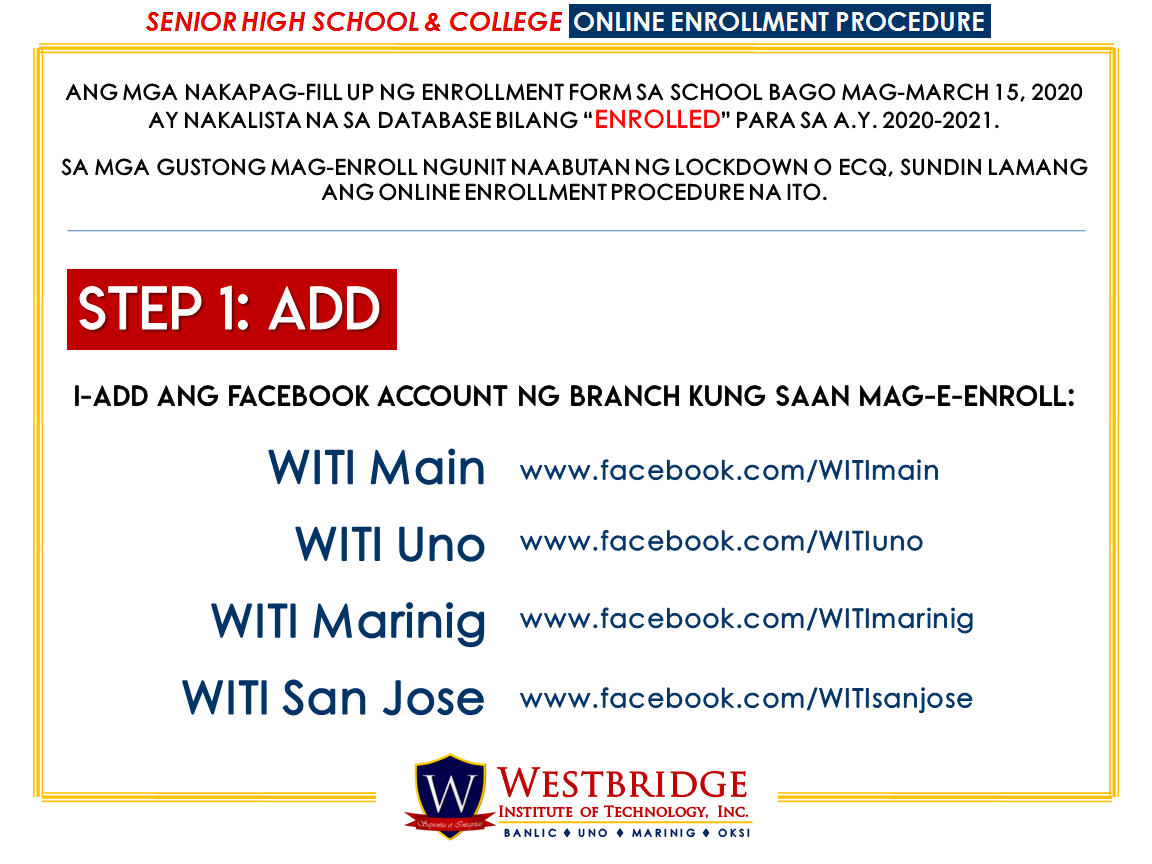 SENIOR HIGH SCHOOL & COLLEGE ONLINE ENROLLMENT PROCEDURE
ANG MGA NAKAPAG-FILL UP NG ENROLLMENT FORM SA SCHOOL BAGO MAG-MARCH 15, 2020
AY NAKALISTA NA SA DATABASE BILANG “ENROLLED” PARA SA A.Y. 2020-2021.
SA MGA GUSTONG MAG-ENROLL NGUNIT NAABUTAN NG LOCKDOWN O ECQ, SUNDIN LAMANG
ANG ONLINE ENROLLMENT PROCEDURE NA ITO.
STEP 1: ADD
I-ADD ANG FACEBOOK ACCOUNT NG BRANCH KUNG SAAN MAG-E-ENROLL:
WITI Main www.facebook.com/WITImain
WITI Uno www.facebook.com/WITIuno
WITI Marinig www.facebook.com/WITImarinig
WITI San Jose www.facebook.com/WITIsanjose
W
Sapientia et Integritas
WESTBRIDGE
INSTITUTE OF TECHNOLOGY, INC.
BANLIC ♦ UNO ♦ MARINIG ♦ OKSI